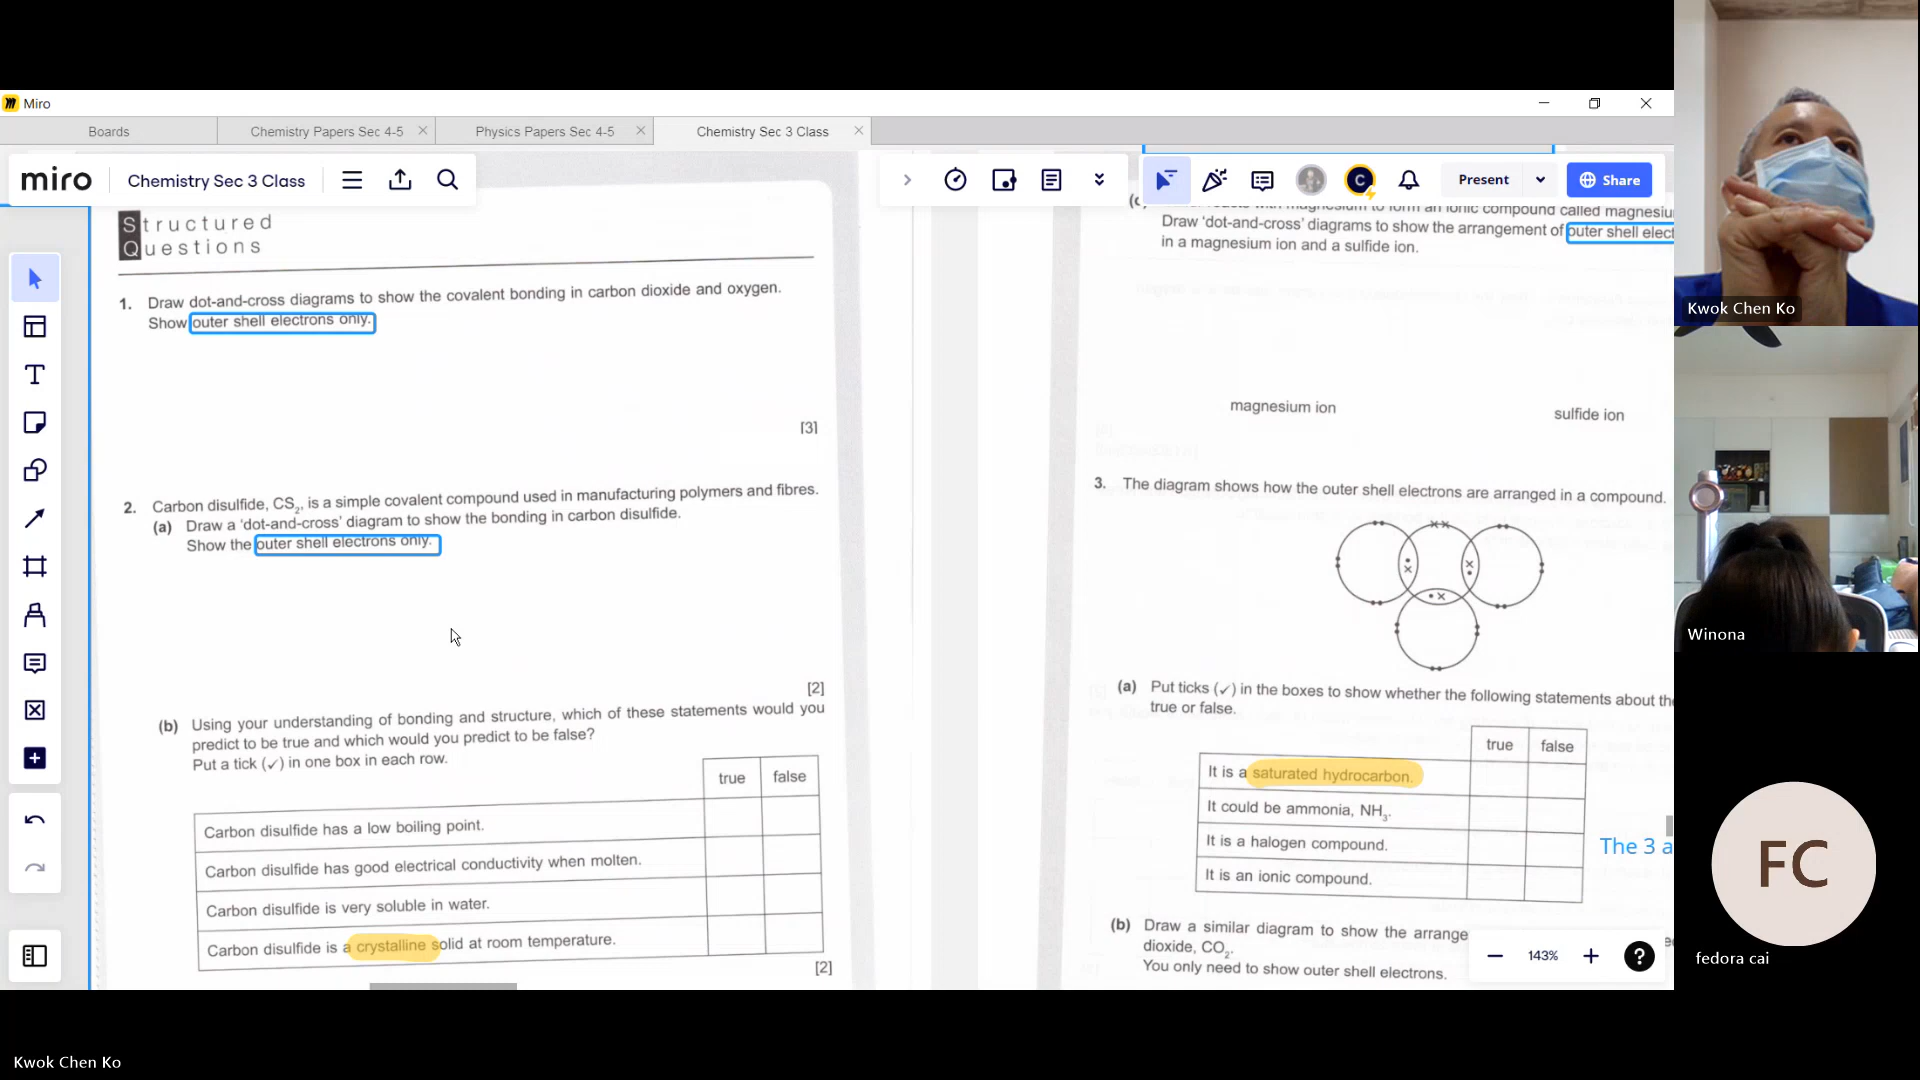 Miro
Boards
Chemistry Papers Sec 4-5
Physics Papers Sec 4-5
Chemistry Sec 3 Class
miro
Chemistry Sec 3 Class
C
Present
Share
Structured
Questions
1. Draw dot-and-cross diagrams to show the covalent bonding in carbon dioxide and oxygen.
Show outer shell electrons only.
[3]
2. Carbon disulfide, CS₂, is a simple covalent compound used in manufacturing polymers and fibres.
(a) Draw a 'dot-and-cross' diagram to show the bonding in carbon disulfide.
Show the outer shell electrons only.
[2]
(b) Using your understanding of bonding and structure, which of these statements would you
predict to be true and which would you predict to be false?
Put a tick (✓) in one box in each row.
true false
Carbon disulfide has a low boiling point.
Carbon disulfide has good electrical conductivity when molten.
Carbon disulfide is very soluble in water.
Carbon disulfide is a crystalline solid at room temperature.
[2]
with magnesium to form an ionic compound called
Draw 'dot-and-cross' diagrams to show the arrangement of outer shell
in a magnesium ion and a sulfide ion.
magnesium ion sulfide ion
3. The diagram shows how the outer shell electrons are arranged in a compound.
(a) Put ticks (✓) in the boxes to show whether the following statements about
true or false.
true false
It is a saturated hydrocarbon.
It could be ammonia, NH₃.
It is a halogen compound.
It is an ionic compound.
The 3
(b) Draw a similar diagram to show the
dioxide, CO₂.
You only need to show outer shell electrons.
143%
Kwok Chen Ko
Winona
FC
fedora cai
Kwok Chen Ko